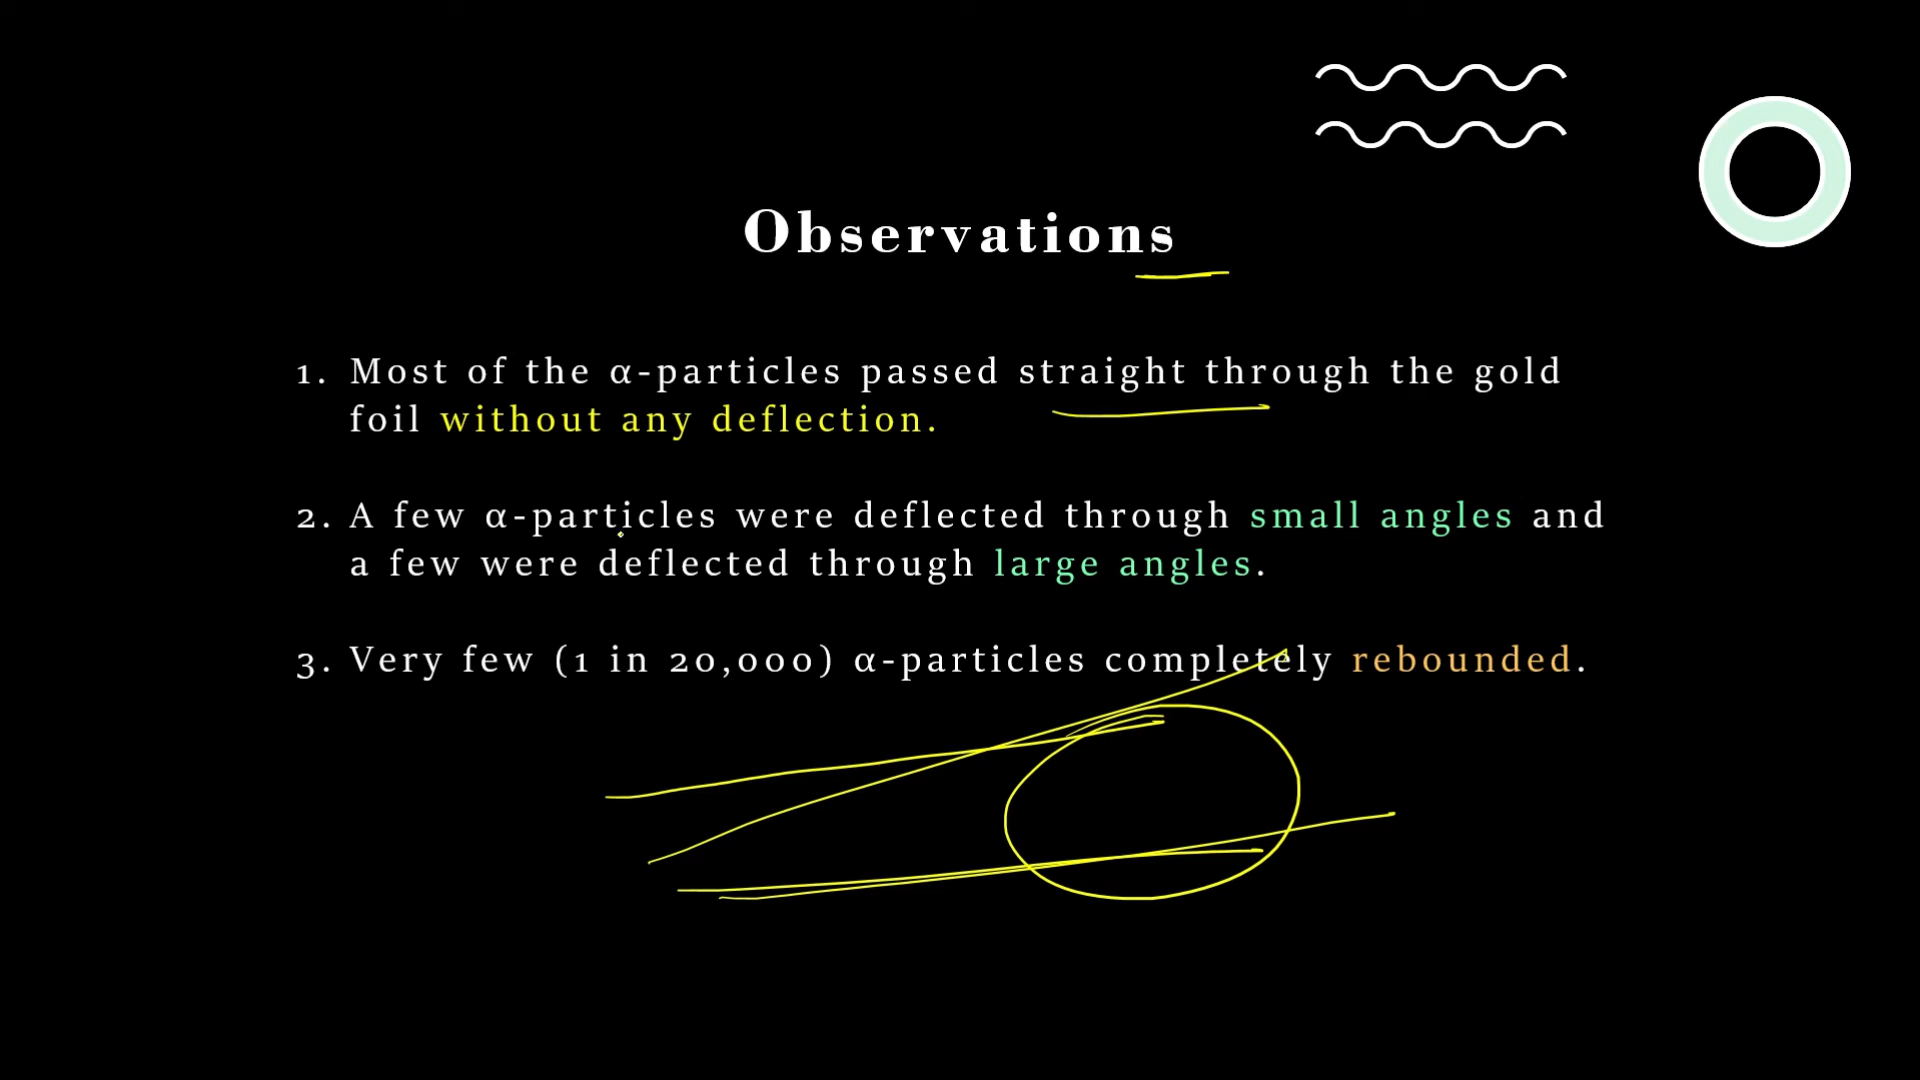 Observations
1. Most of the α-particles passed straight through the gold
foil without any deflection.
2. A few α-particles were deflected through small angles and
a few were deflected through large angles.
3. Very few (1 in 20,000) α-particles completely rebounded.